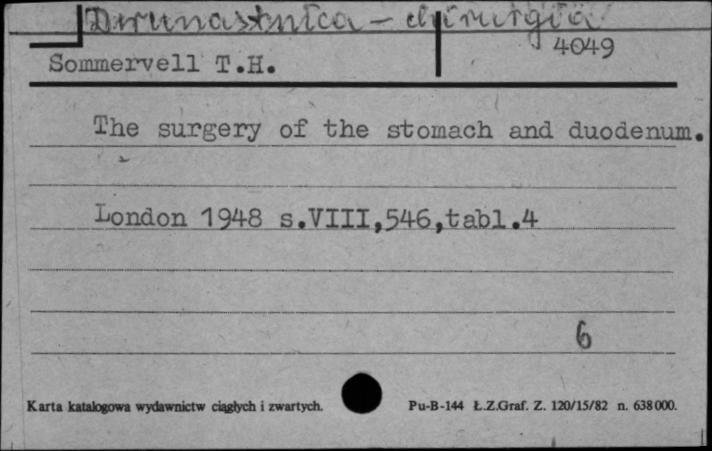 Dwunastnica - chirurgia
4049
Sommervell T.H.
The surgery of the stomach and duodenum.
London 1948 s.VIII,546,tabl.4
6
Karta katalogowa wydawnictw ciągłych i zwartych. Pu-B-144 Ł.Z.Graf. Z. 120/15/82 n. 638000.